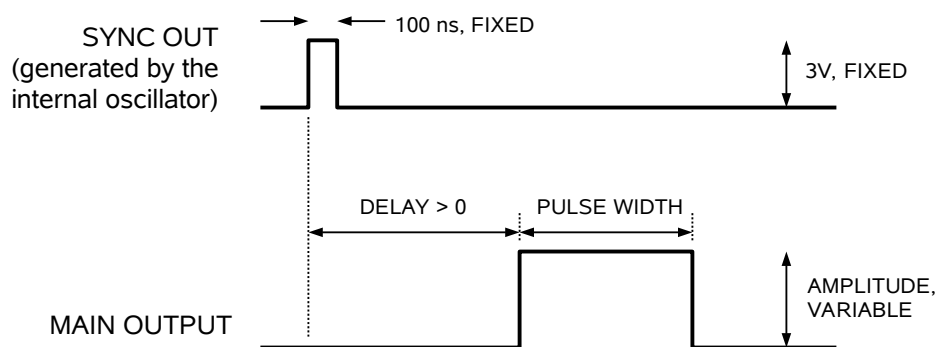 100 ns, FIXED
SYNC OUT
(generated by the
internal oscillator)
3V, FIXED
DELAY > 0
PULSE WIDTH
AMPLITUDE,
VARIABLE
MAIN OUTPUT